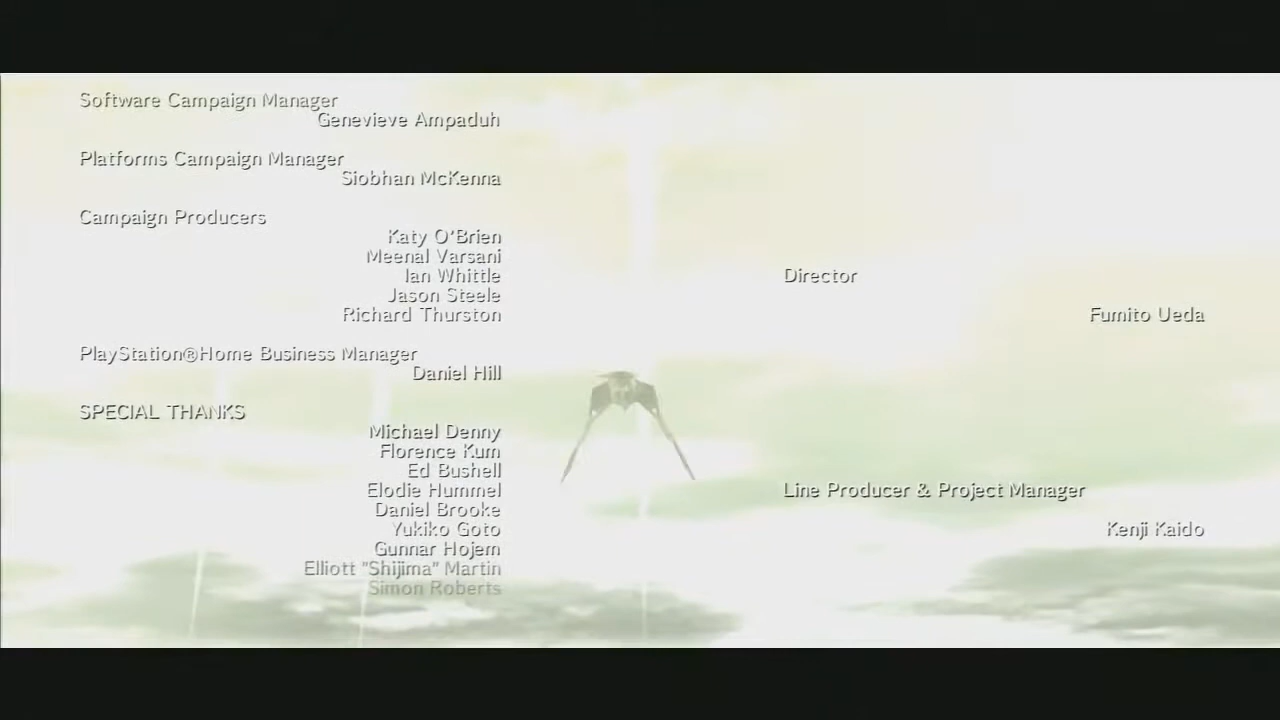 Software Campaign Manager
Genevieve Ampaduh
Platforms Campaign Manager
Siobhan McKenna
Campaign Producers
Katy O'Brien
Meenal Varsani
Ian Whittle
Jason Steele
Richard Thurston
PlayStation®Home Business Manager
Daniel Hill
SPECIAL THANKS
Michael Denny
Florence Kum
Ed Bushell
Elodie Hummel
Daniel Brooke
Yukiko Goto
Gunnar Hojem
Elliott "Shijima" Martin
Simon Roberts
Director
Fumito Ueda
Line Producer & Project Manager
Kenji Kaido